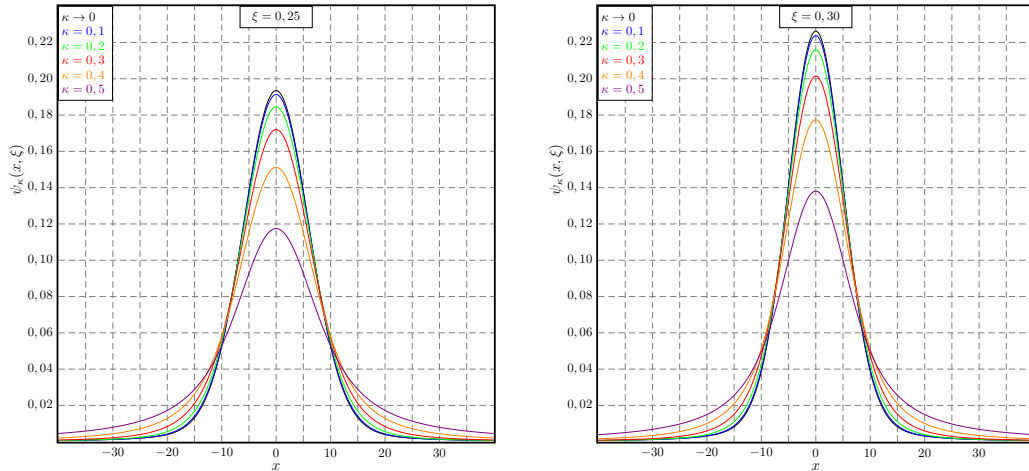 κ → 0
κ = 0, 1
κ = 0, 2
κ = 0, 3
κ = 0, 4
κ = 0, 5
ξ = 0, 25
0, 22
0, 20
0, 18
0, 16
0, 14
0, 12
0, 10
0, 08
0, 06
0, 04
0, 02
ψκ(x, ξ)
−30 −20 −10 0 10 20 30
x
κ → 0
κ = 0, 1
κ = 0, 2
κ = 0, 3
κ = 0, 4
κ = 0, 5
ξ = 0, 30
0, 22
0, 20
0, 18
0, 16
0, 14
0, 12
0, 10
0, 08
0, 06
0, 04
0, 02
ψκ(x, ξ)
−30 −20 −10 0 10 20 30
x